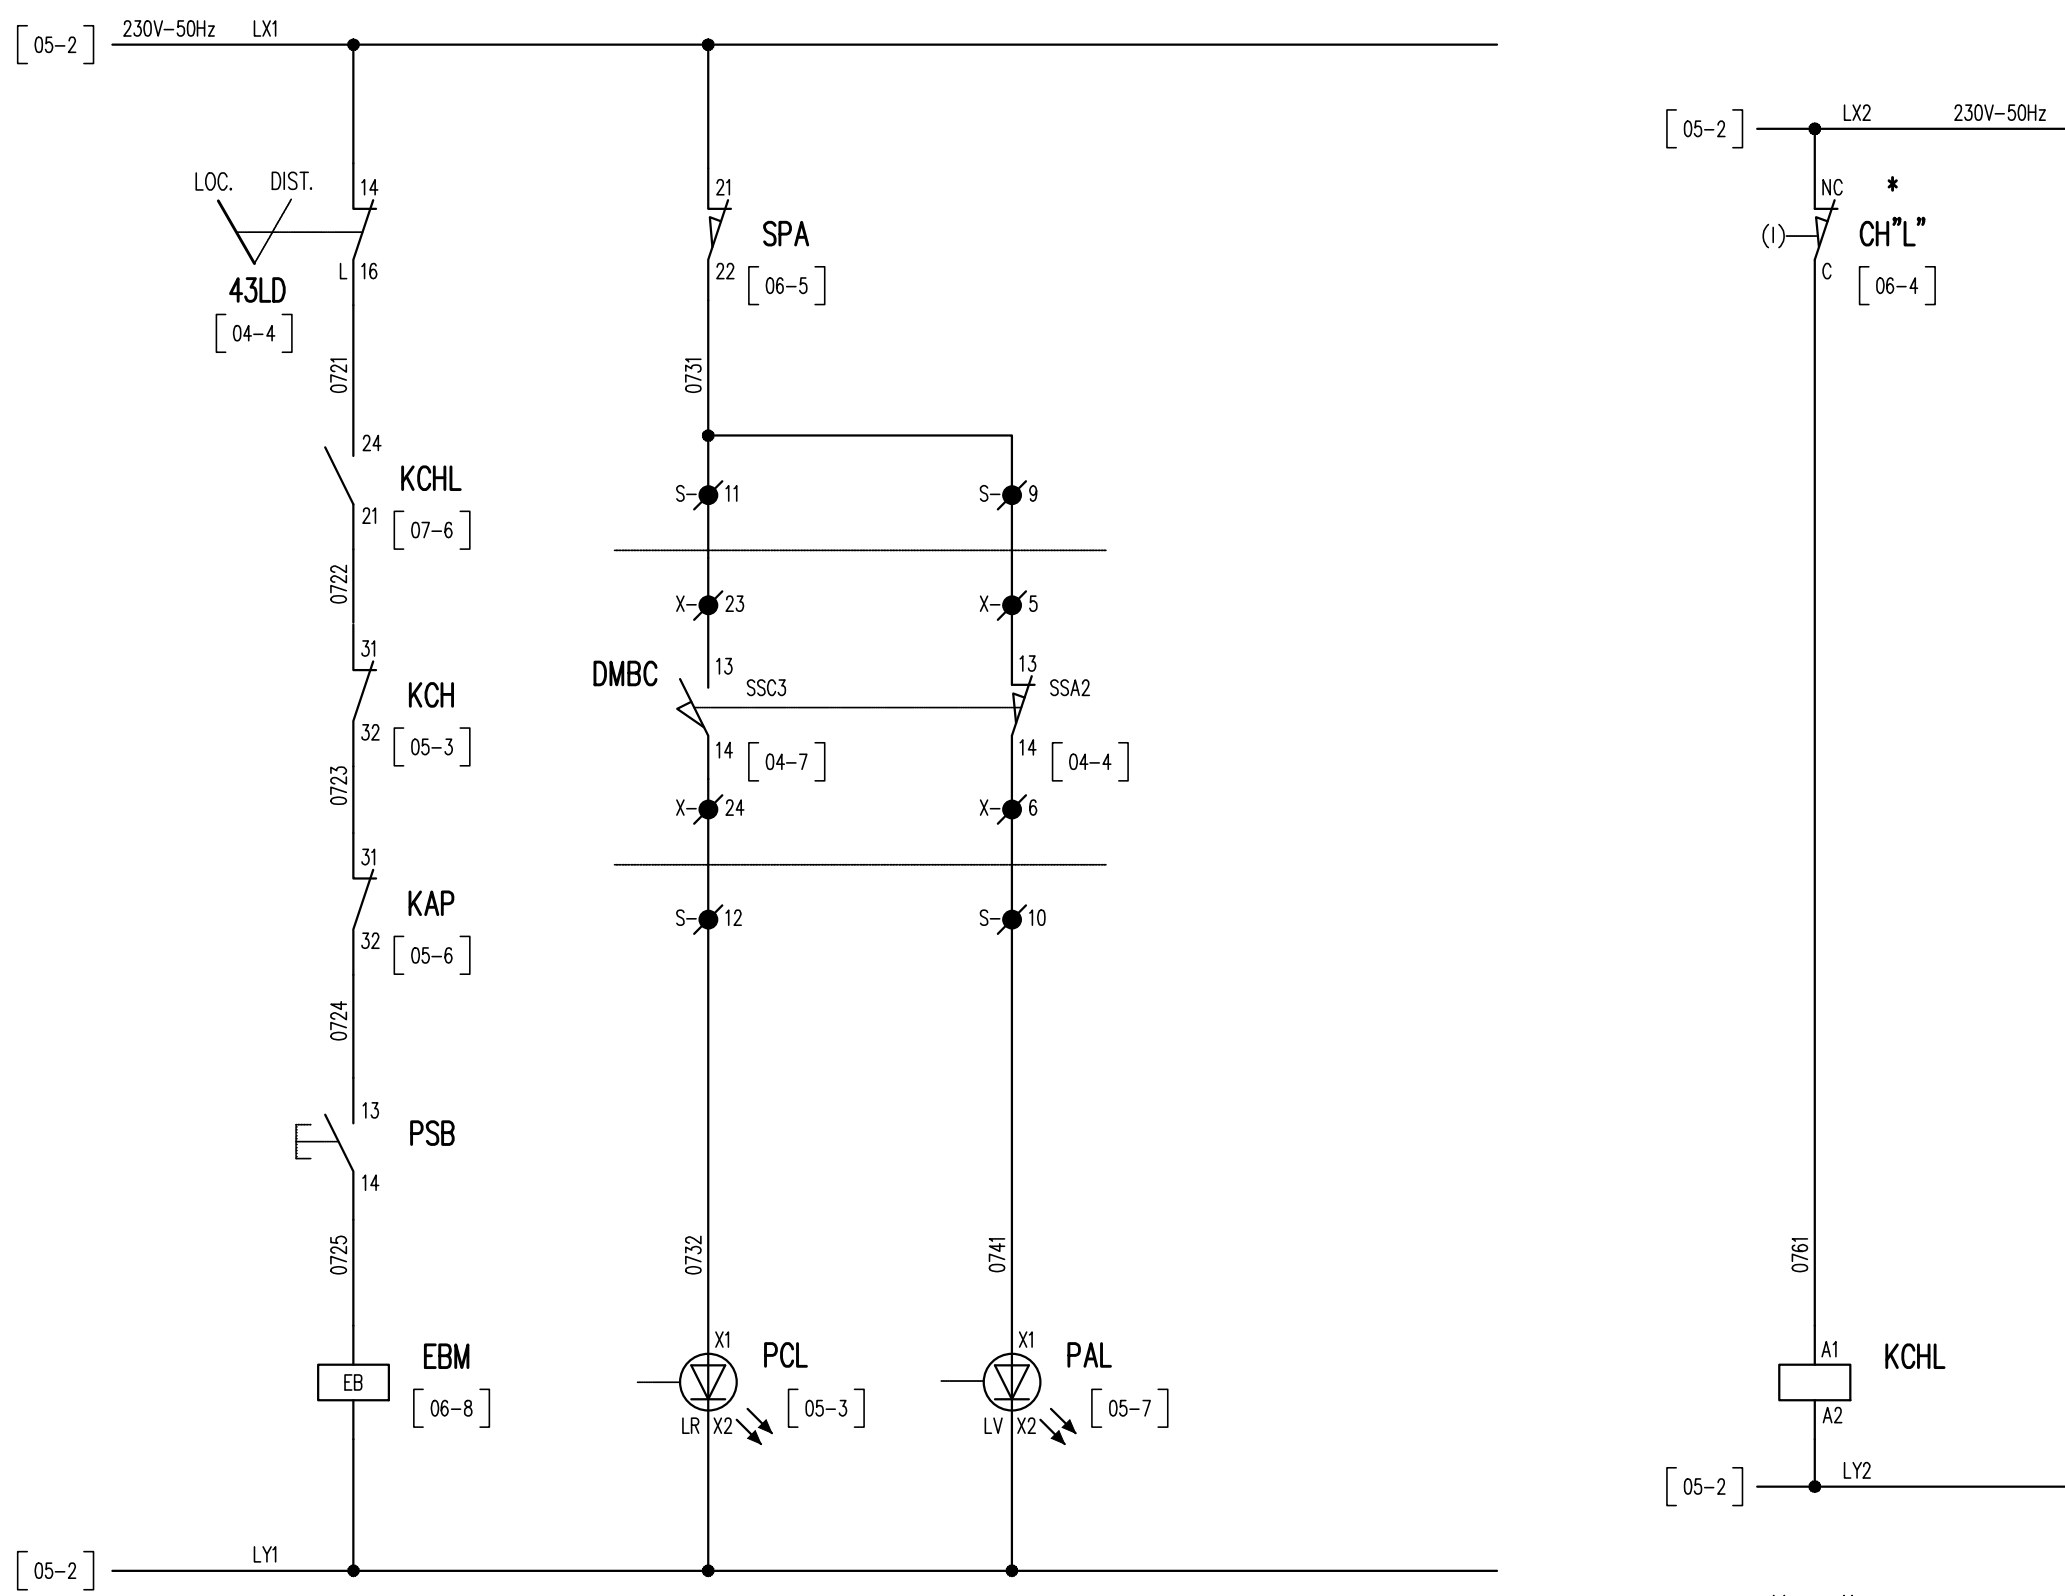 230V-50Hz LX1
05-2
LX2 230V-50Hz
05-2
LOC. DIST. 14
21
NC *
SPA
(1) CH"L"
L 16
22
C
43LD
06-5
06-4
04-4
0721
0731
24
KCHL
S- 11
S- 9
21
07-6
0722
X- 23
X- 5
31
13
13
DMBC
KCH
SSC3
SSA2
32
05-3
14
04-7
14
04-4
0723
X- 24
X- 6
31
KAP
S- 12
S- 10
32
05-6
0724
13
PSB
14
0725
0732
0741
0761
X1
X1
A1
EBM
PCL
PAL
KCHL
EB
06-8
05-3
05-7
LR X2
LV X2
A2
LY2
05-2
LY1
05-2